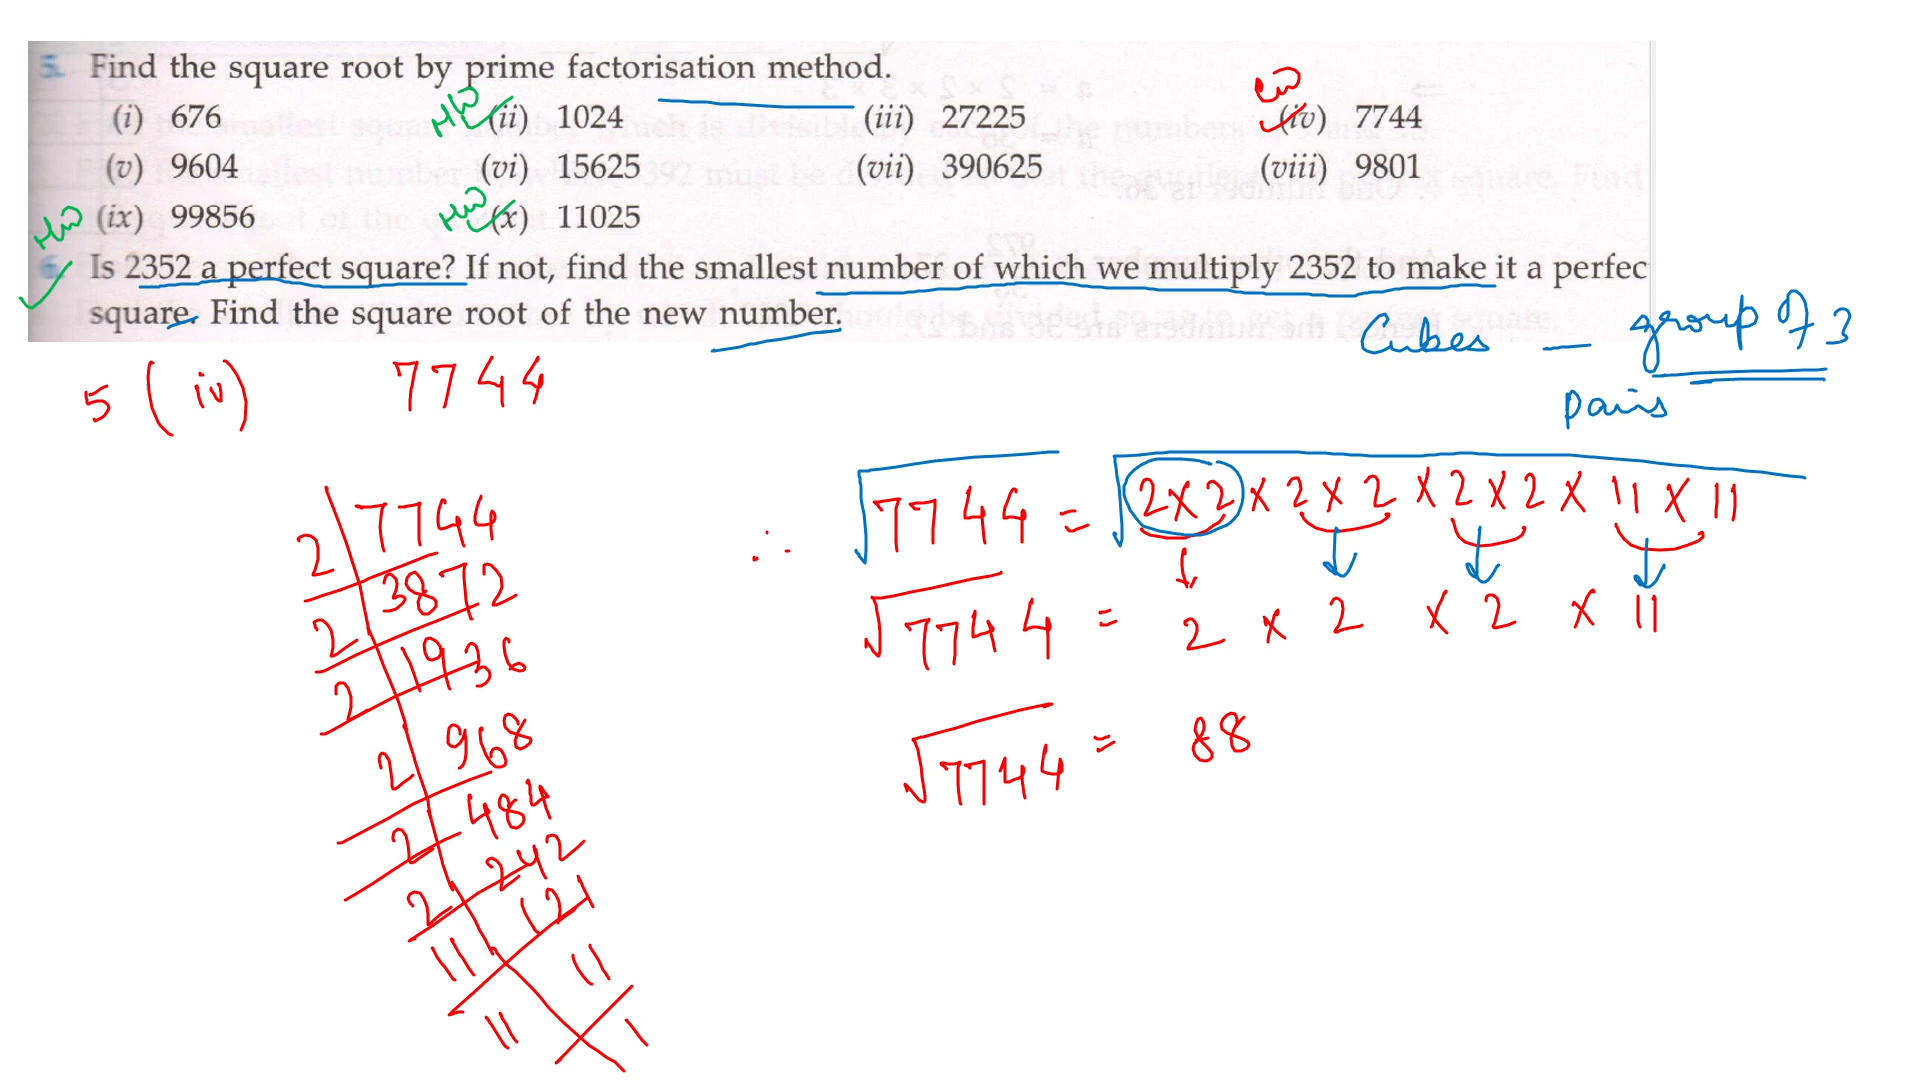 5. Find the square root by prime factorisation method.
(i) 676 HW (ii) 1024 (iii) 27225 CW (iv) 7744
(v) 9604 (vi) 15625 (vii) 390625 (viii) 9801
HW (ix) 99856 HW (x) 11025
6. Is 2352 a perfect square? If not, find the smallest number of which we multiply 2352 to make it a perfec
square. Find the square root of the new number.
Cubes — group of 3
pairs
5 (iv) 7744
2 | 7744
2 | 3872
2 | 1936
2 | 968
2 | 484
2 | 242
11 | 121
11 | 11
1
∴ √7744 = √2×2×2×2×2×2×11×11
√7744 = 2 × 2 × 2 × 11
√7744 = 88